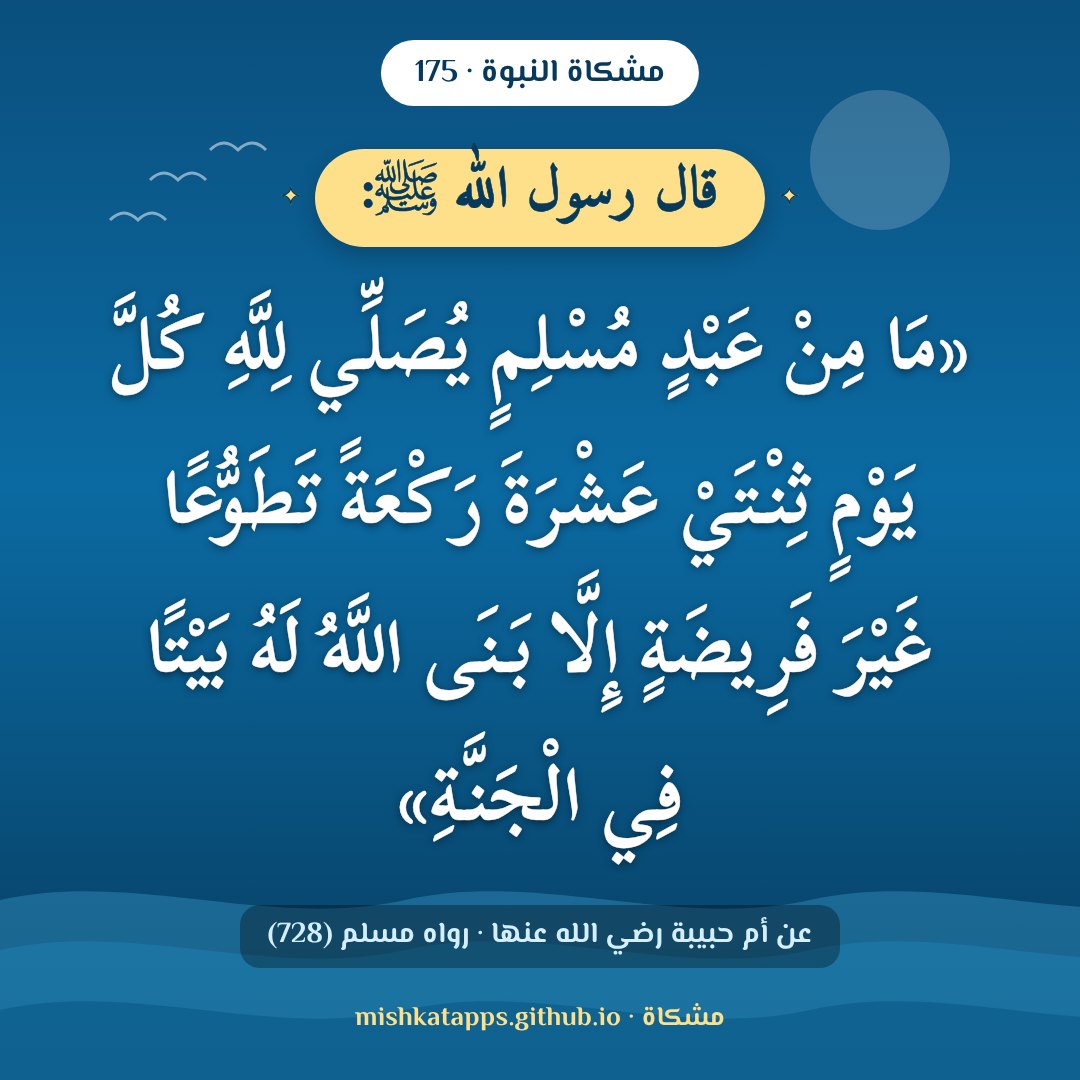 مشكاة النبوة · 175
قال رسول الله ﷺ:
«مَا مِنْ عَبْدٍ مُسْلِمٍ يُصَلِّي لِلَّهِ كُلَّ
يَوْمٍ ثِنْتَيْ عَشْرَةَ رَكْعَةً تَطَوُّعًا
غَيْرَ فَرِيضَةٍ إِلَّا بَنَى اللَّهُ لَهُ بَيْتًا
فِي الْجَنَّةِ»
عن أم حبيبة رضي الله عنها · رواه مسلم (728)
مشكاة · mishkatapps.github.io